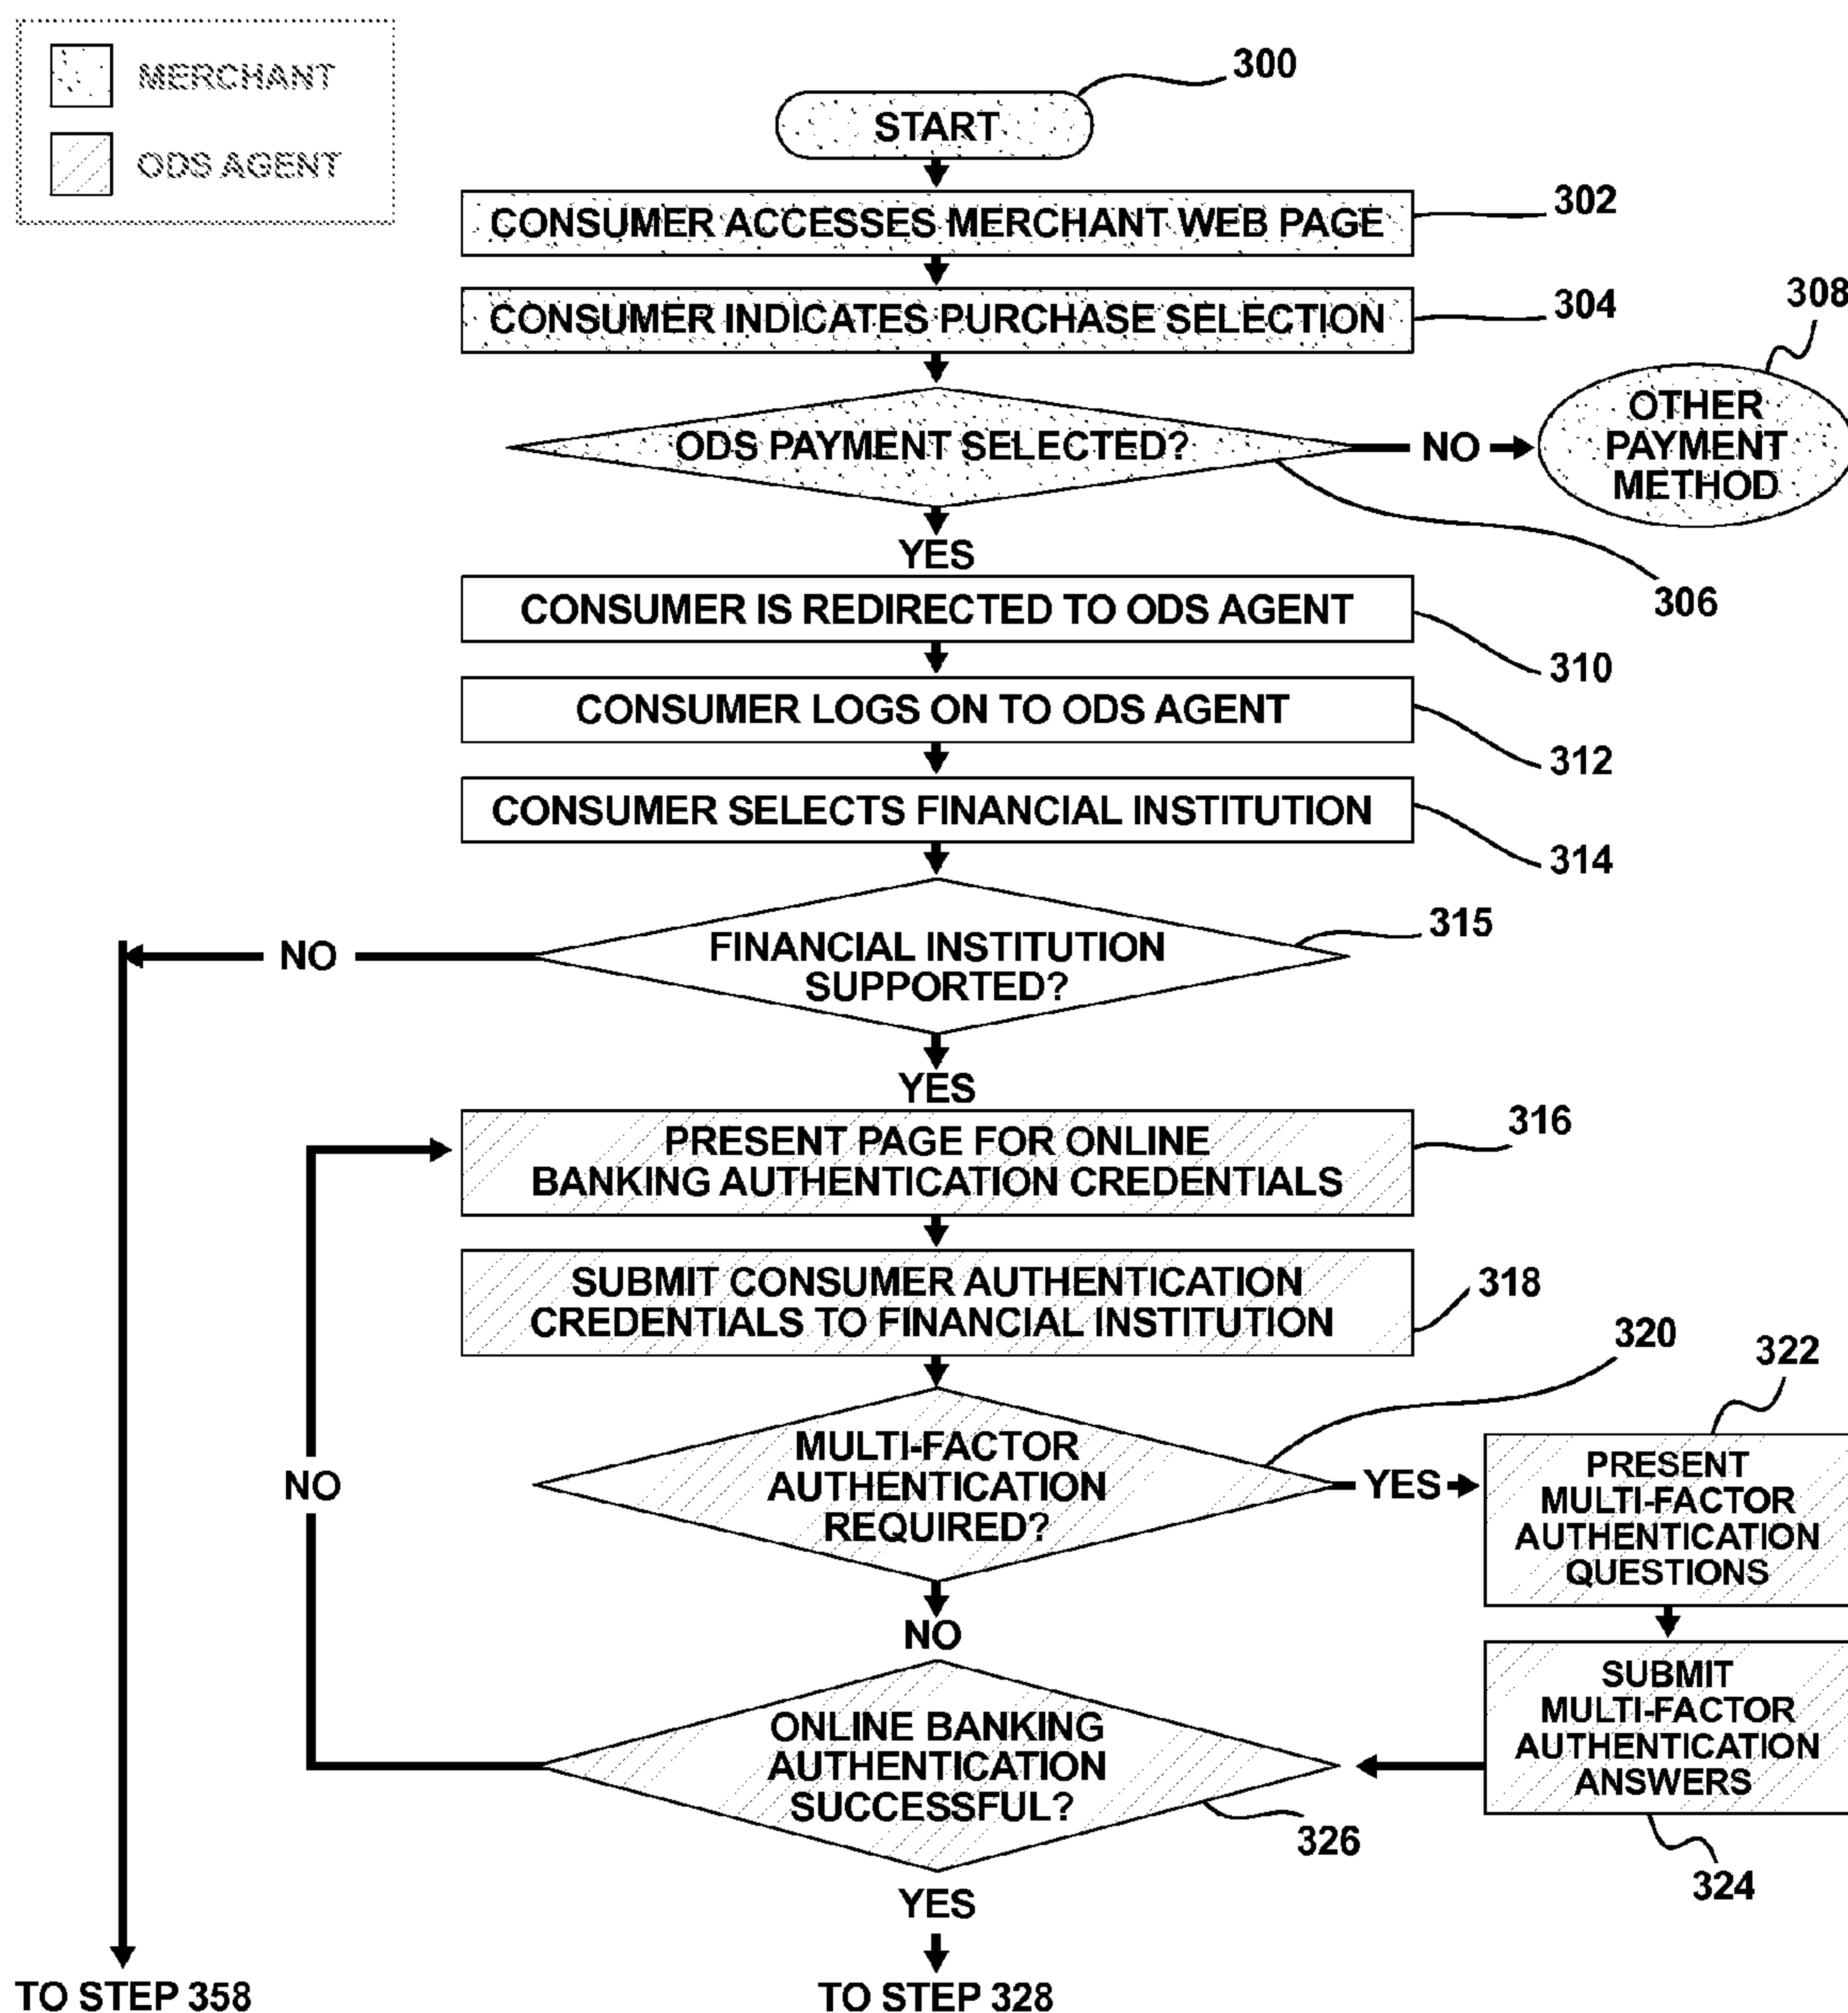 MERCHANT
ODS AGENT
300
START
302
CONSUMER ACCESSES MERCHANT WEB PAGE
304
CONSUMER INDICATES PURCHASE SELECTION
308
OTHER
PAYMENT
METHOD
ODS PAYMENT SELECTED?
NO
306
YES
CONSUMER IS REDIRECTED TO ODS AGENT
310
CONSUMER LOGS ON TO ODS AGENT
312
CONSUMER SELECTS FINANCIAL INSTITUTION
314
315
FINANCIAL INSTITUTION
SUPPORTED?
NO
YES
316
PRESENT PAGE FOR ONLINE
BANKING AUTHENTICATION CREDENTIALS
318
SUBMIT CONSUMER AUTHENTICATION
CREDENTIALS TO FINANCIAL INSTITUTION
320
MULTI-FACTOR
AUTHENTICATION
REQUIRED?
YES
322
PRESENT
MULTI-FACTOR
AUTHENTICATION
QUESTIONS
NO
NO
SUBMIT
MULTI-FACTOR
AUTHENTICATION
ANSWERS
324
ONLINE BANKING
AUTHENTICATION
SUCCESSFUL?
326
YES
TO STEP 358
TO STEP 328